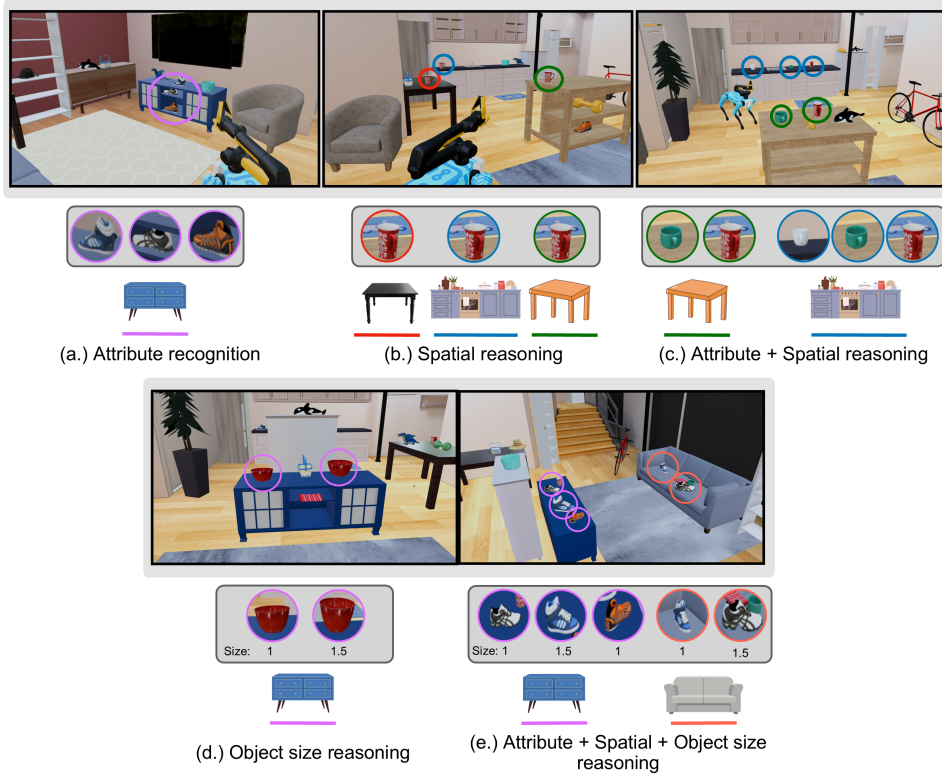 (a.) Attribute recognition
(b.) Spatial reasoning
(c.) Attribute + Spatial reasoning
Size: 1 1.5
(d.) Object size reasoning
Size: 1 1.5 1 1 1.5
(e.) Attribute + Spatial + Object size
reasoning